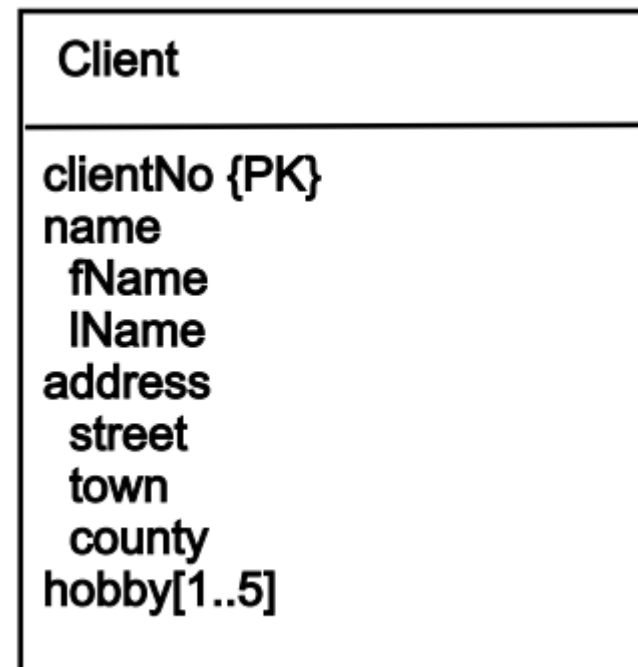 Client
clientNo {PK}
name
fName
lName
address
street
town
county
hobby[1..5]